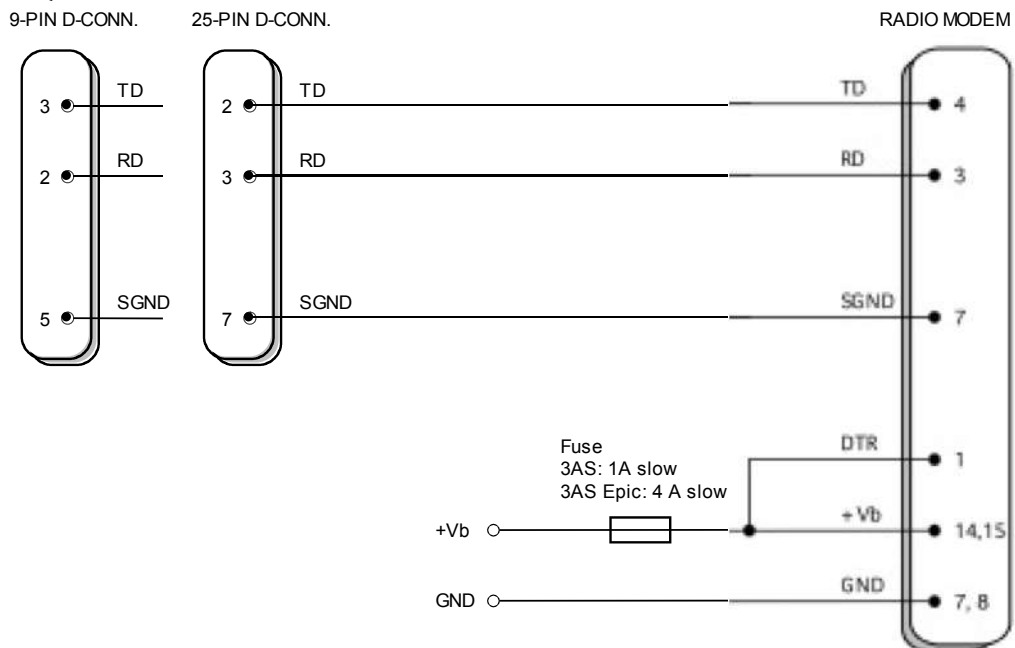 9-PIN D-CONN. 25-PIN D-CONN. RADIO MODEM
3 TD 2 TD TD 4
2 RD 3 RD RD 3
5 SGND 7 SGND SGND 7
DTR 1
Fuse
3AS: 1A slow
3AS Epic: 4 A slow
+Vb +Vb 14,15
GND GND 7, 8